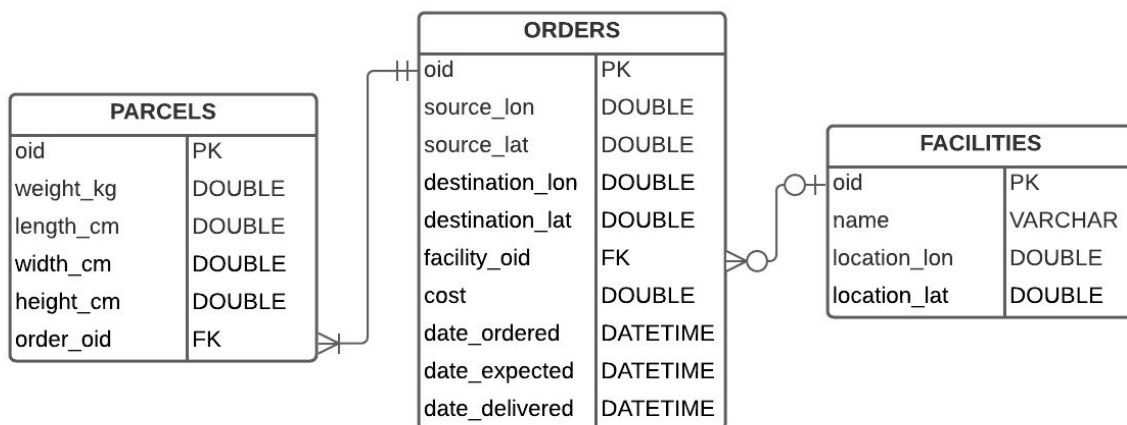 PARCELS
oid PK
weight_kg DOUBLE
length_cm DOUBLE
width_cm DOUBLE
height_cm DOUBLE
order_oid FK
ORDERS
oid PK
source_lon DOUBLE
source_lat DOUBLE
destination_lon DOUBLE
destination_lat DOUBLE
facility_oid FK
cost DOUBLE
date_ordered DATETIME
date_expected DATETIME
date_delivered DATETIME
FACILITIES
oid PK
name VARCHAR
location_lon DOUBLE
location_lat DOUBLE